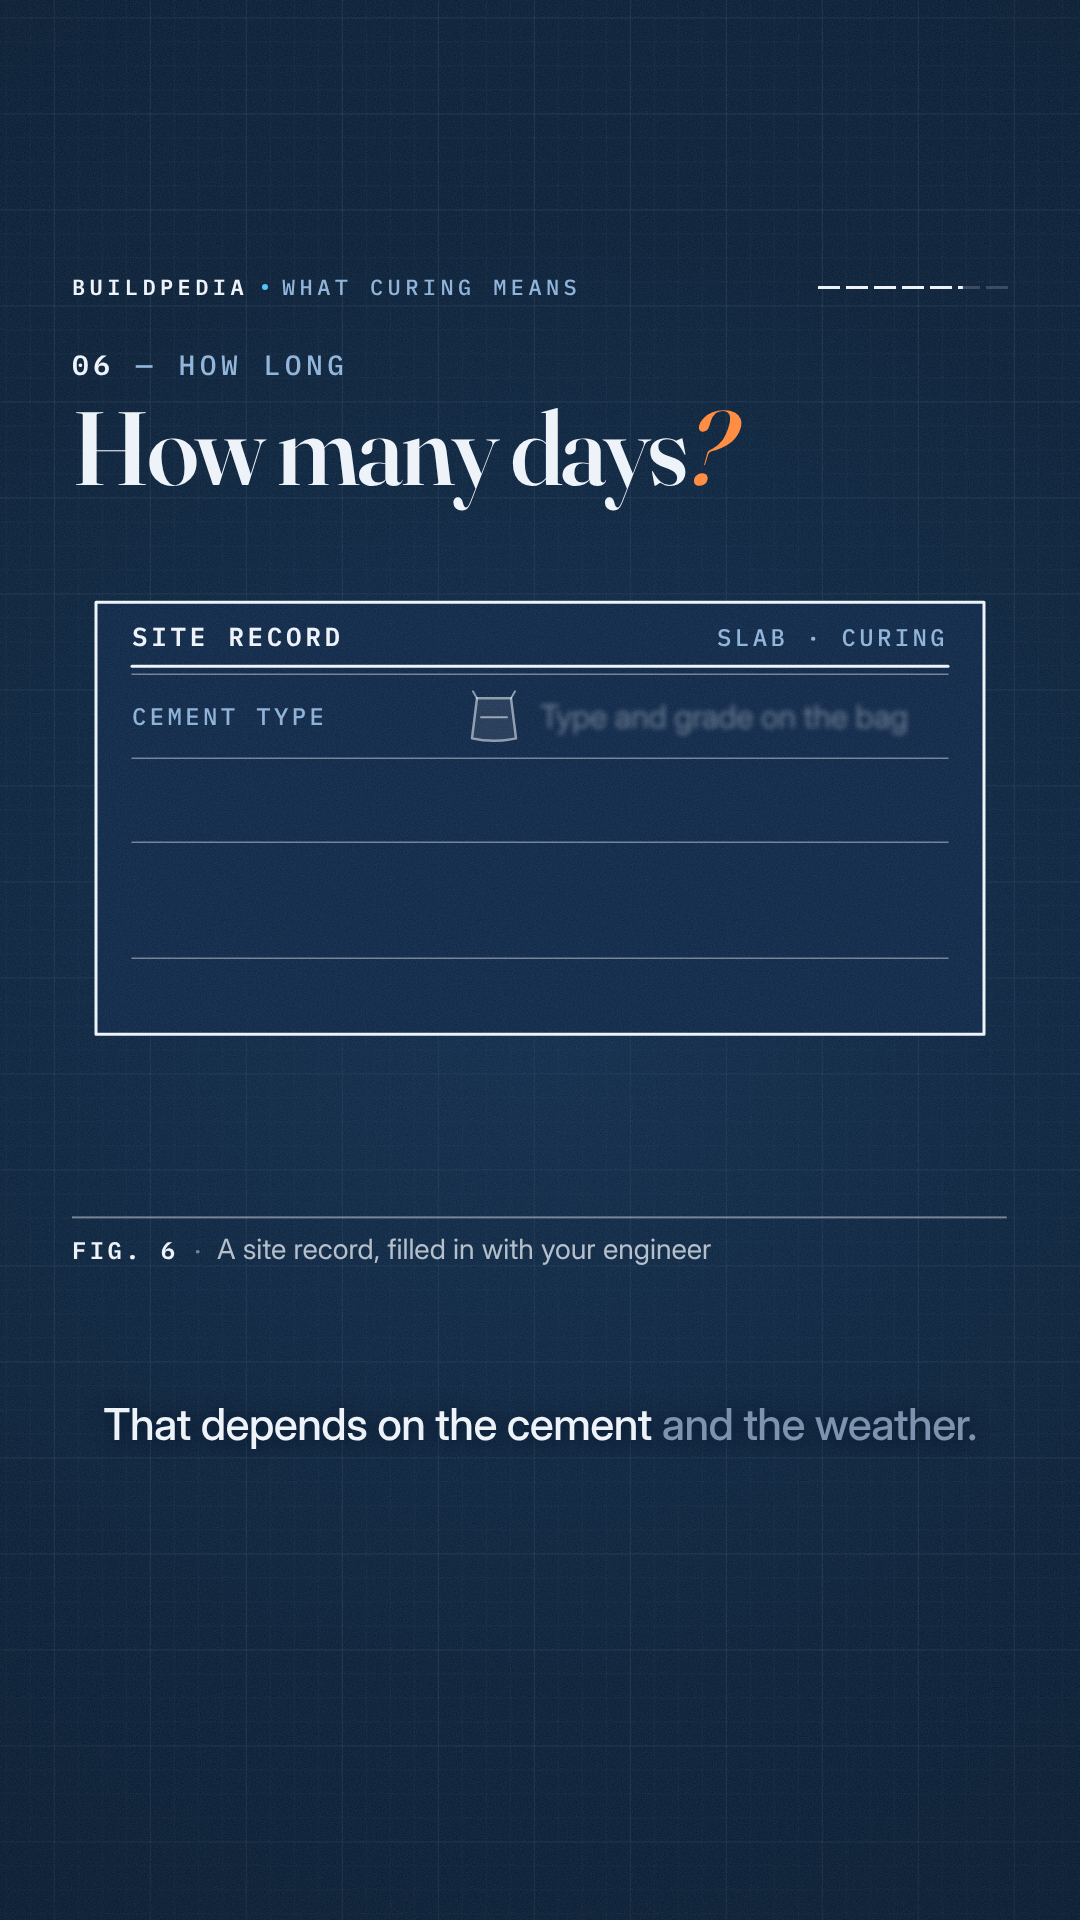 BUILDPEDIA • WHAT CURING MEANS
06 — HOW LONG
How many days?
SITE RECORD SLAB · CURING
CEMENT TYPE Type and grade on the bag
FIG. 6 · A site record, filled in with your engineer
That depends on the cement and the weather.